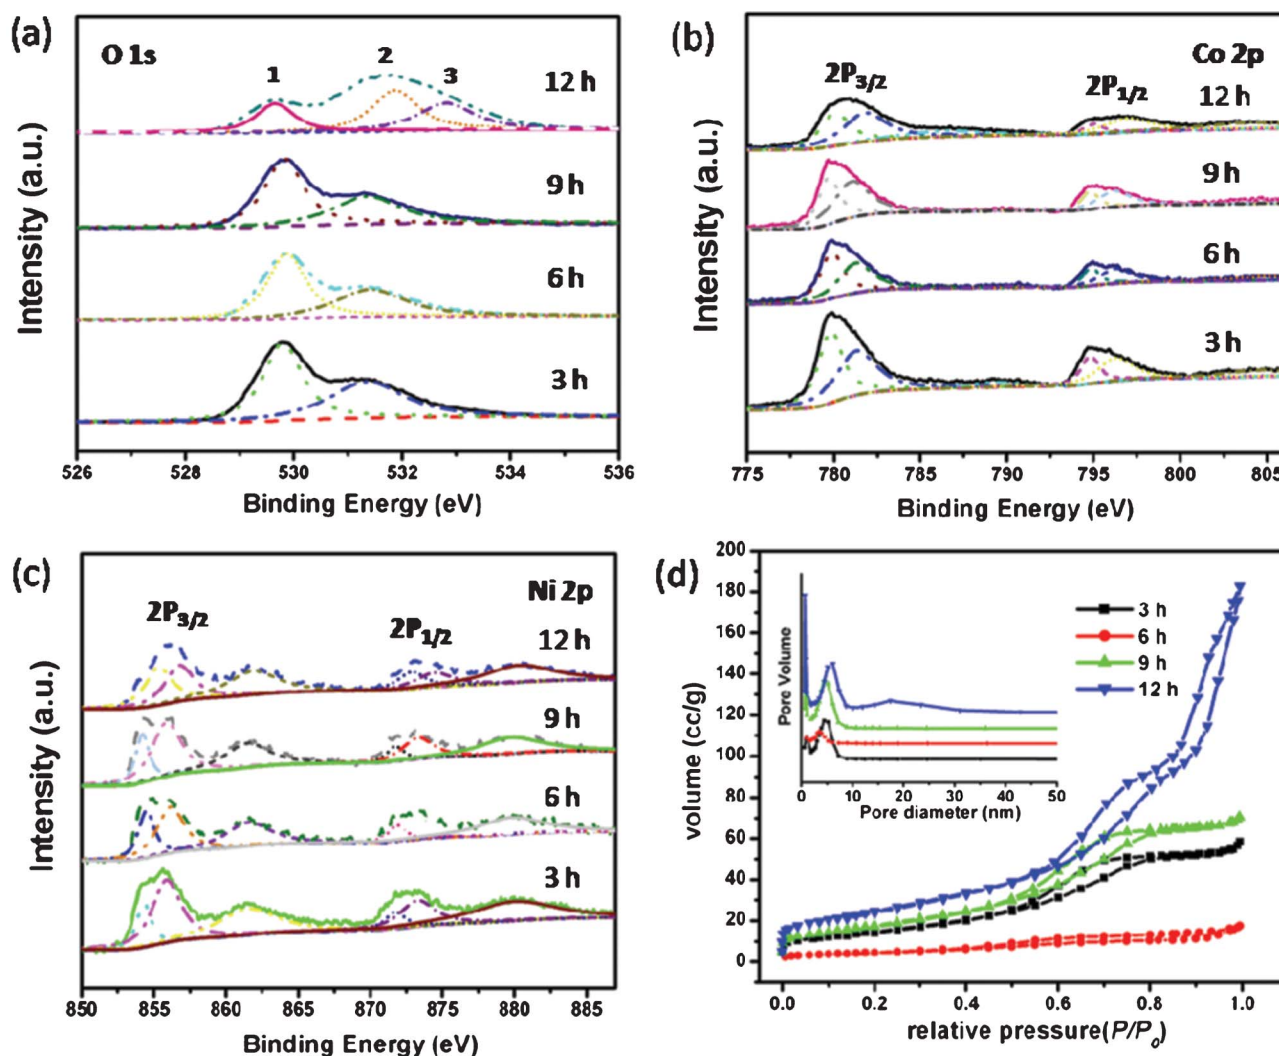 (a)
O 1s
1
2
3
12 h
9 h
6 h
3 h
Intensity (a.u.)
526 528 530 532 534 536
Binding Energy (eV)
(b)
Co 2p
2P3/2
2P1/2
12 h
9 h
6 h
3 h
Intensity (a.u.)
775 780 785 790 795 800 805
Binding Energy (eV)
(c)
Ni 2p
2P3/2
2P1/2
12 h
9 h
6 h
3 h
Intensity (a.u.)
850 855 860 865 870 875 880 885
Binding Energy (eV)
(d)
200
180
160
140
120
100
80
60
40
20
0
volume (cc/g)
0.0 0.2 0.4 0.6 0.8 1.0
relative pressure(P/Po)
3 h
6 h
9 h
12 h
Pore Volume
0 10 20 30 40 50
Pore diameter (nm)